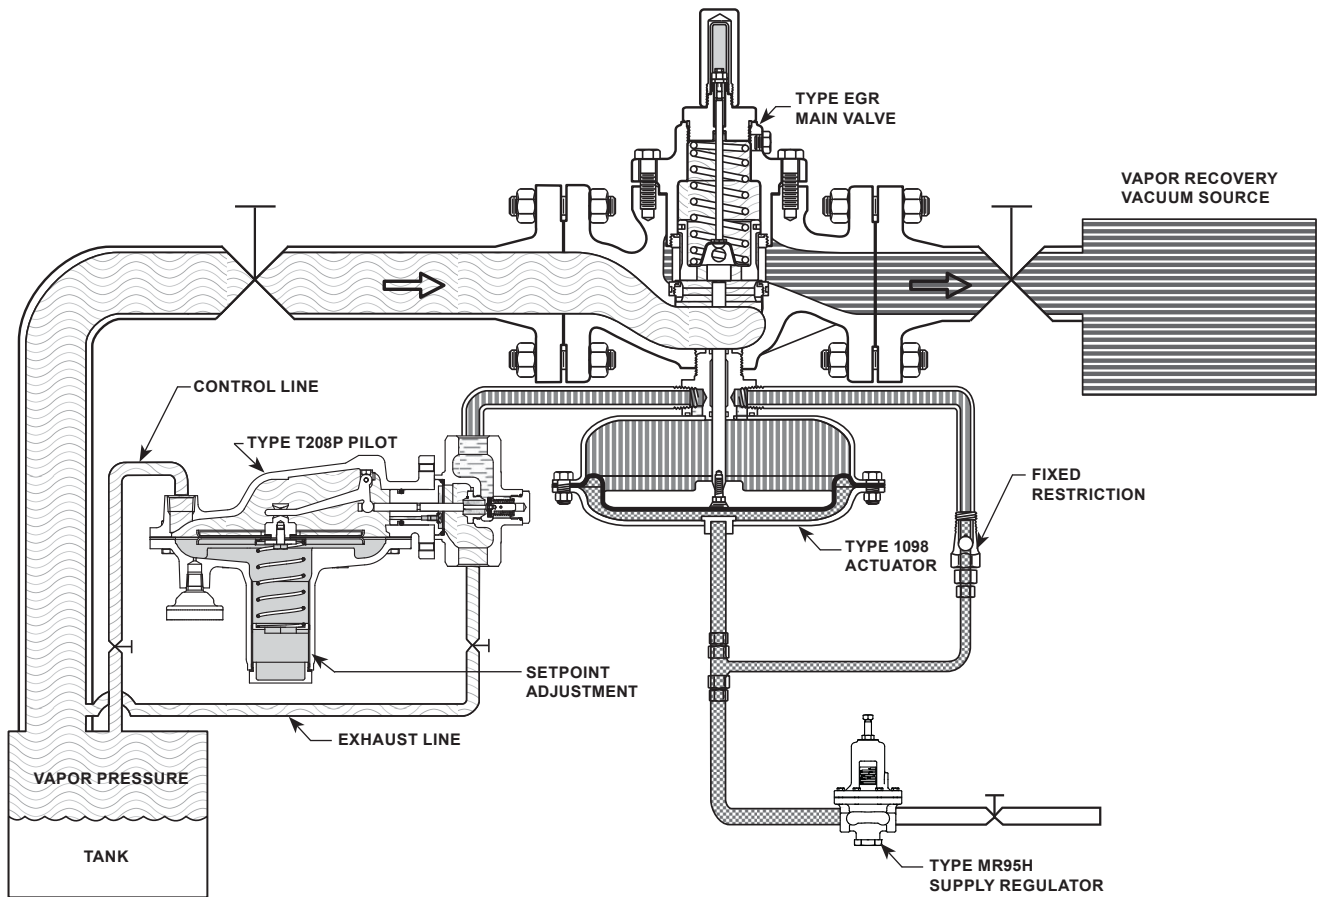 TYPE EGR
MAIN VALVE
VAPOR RECOVERY
VACUUM SOURCE
CONTROL LINE
TYPE T208P PILOT
FIXED
RESTRICTION
TYPE 1098
ACTUATOR
SETPOINT
ADJUSTMENT
EXHAUST LINE
VAPOR PRESSURE
TANK
TYPE MR95H
SUPPLY REGULATOR